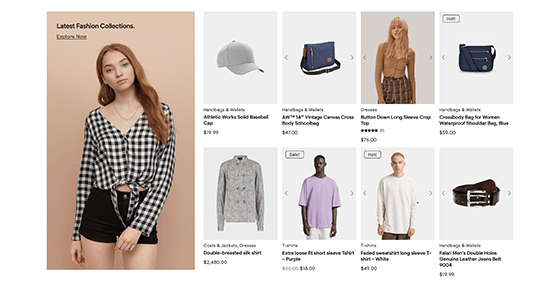 Latest Fashion Collections.
Explore Now
Handbags & Wallets
Athletic Works Solid Baseball
Cap
$19.99
Handbags & Wallets
AW™ 14" Vintage Canvas Cross
Body Schoolbag
$47.00
Dresses
Button Down Long Sleeve Crop
Top
(1)
$76.00
Hot!
Handbags & Wallets
Crossbody Bag for Women
Waterproof Shoulder Bag, Blue
$59.00
Coats & Jackets, Dresses
Double-breasted silk shirt
$2,480.00
Sale!
T-shirts
Extra loose fit short sleeve Tshirt
– Purple
$18.00
Hot!
T-shirts
Faded sweatshirt long sleeve T-
shirt – White
$49.00
Handbags & Wallets
Falari Men's Double Holes
Genuine Leather Jeans Belt
9004
$19.99